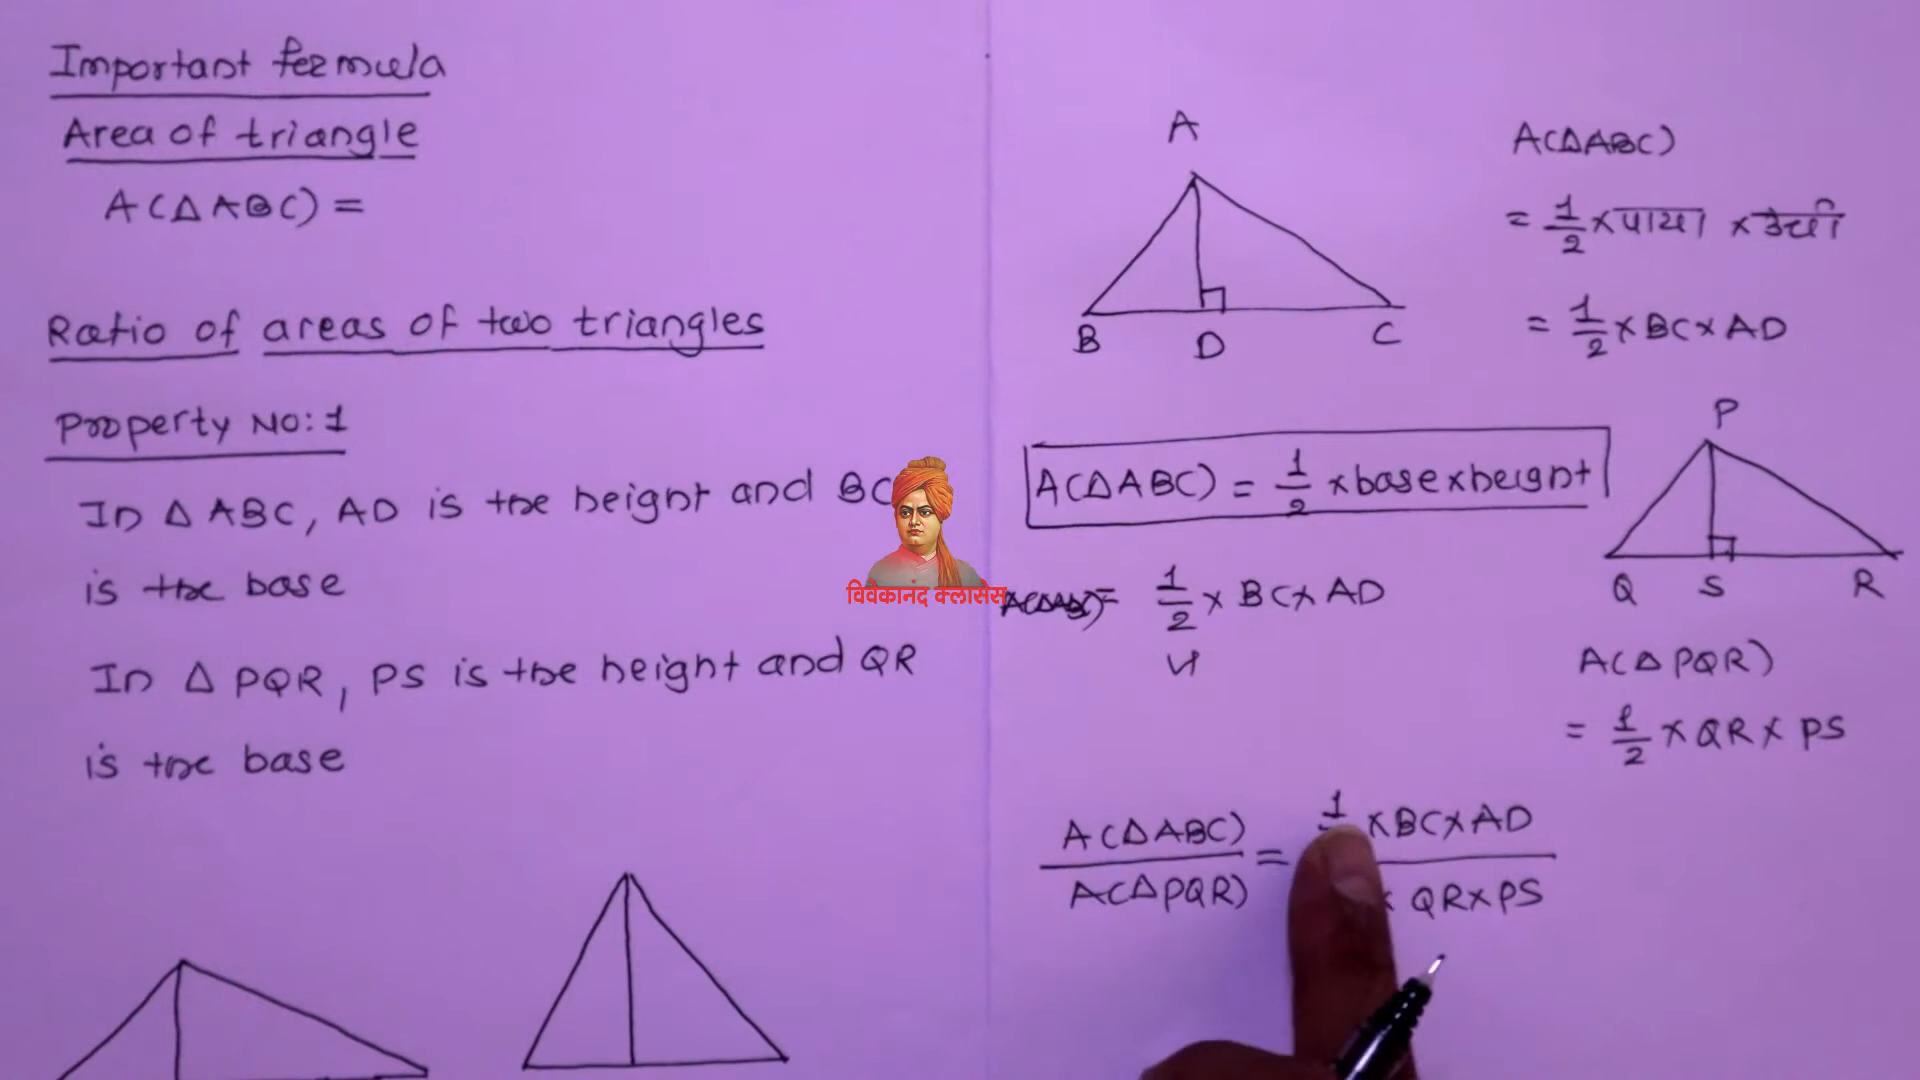 Important formula
Area of triangle
A(△ABC) =
Ratio of areas of two triangles
Property NO:1
In △ ABC, AD is the height and BC
is the base
In △ PQR, PS is the height and QR
is the base
A
B D C
A(△ABC)
= 1/2 × पाया × उंची
= 1/2 × BC × AD
A(△ABC) = 1/2 × base × height
A(△ABC) = 1/2 × BC × AD
P
Q S R
A(△ PQR)
= 1/2 × QR × PS
A(△ABC) / A(△PQR) = 1 × BC × AD / × QR × PS
विवेकानंद क्लासेस